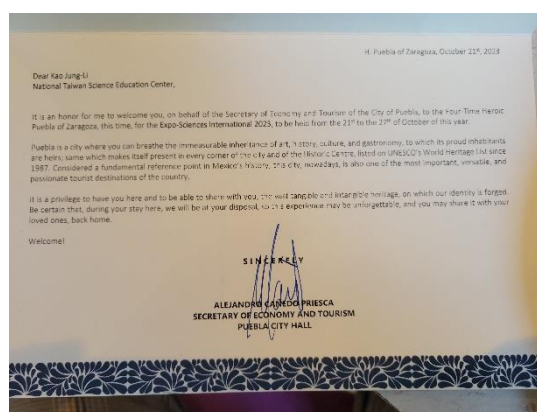 H. Puebla of Zaragoza, October 21st, 2023
Dear Kao Jung-Li
National Taiwan Science Education Center,
It is an honor for me to welcome you, on behalf of the Secretary of Economy and Tourism of the City of Puebla, to the Four Time Heroic
Puebla of Zaragoza, this time, for the Expo-Sciences International 2023, to be held from the 21st to the 27th of October of this year.
Puebla is a city where you can breathe the immeasurable inheritance of art, history, culture, and gastronomy, to which its proud inhabitants
are heirs; same which makes itself present in every corner of the city and of the Historic Centre, listed on UNESCO's World Heritage List since
1987. Considered a fundamental reference point in Mexico's history, this city, nowadays, is also one of the most important, versatile, and
passionate tourist destinations of the country.
It is a privilege to have you here and to be able to share with you, the vast tangible and intangible heritage, on which our identity is forged.
Be certain that, during your stay here, we will be at your disposal, so this experience may be unforgettable, and you may share it with your
loved ones, back home.
Welcome!
SINCERELY
ALEJANDRO CAÑEDO PRIESCA
SECRETARY OF ECONOMY AND TOURISM
PUEBLA CITY HALL